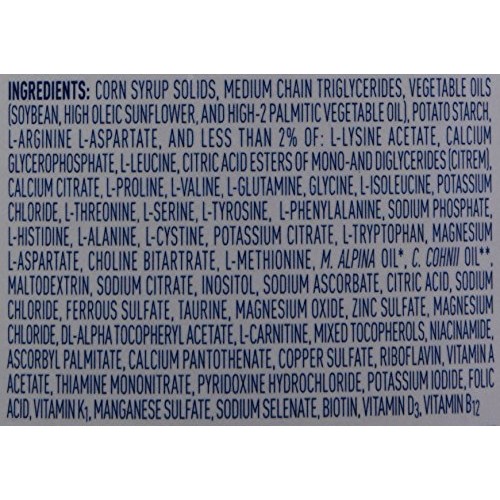 INGREDIENTS: CORN SYRUP SOLIDS, MEDIUM CHAIN TRIGLYCERIDES, VEGETABLE OILS
(SOYBEAN, HIGH OLEIC SUNFLOWER, AND HIGH-2 PALMITIC VEGETABLE OIL), POTATO STARCH,
L-ARGININE L-ASPARTATE, AND LESS THAN 2% OF: L-LYSINE ACETATE, CALCIUM
GLYCEROPHOSPHATE, L-LEUCINE, CITRIC ACID ESTERS OF MONO-AND DIGLYCERIDES (CITREM),
CALCIUM CITRATE, L-PROLINE, L-VALINE, L-GLUTAMINE, GLYCINE, L-ISOLEUCINE, POTASSIUM
CHLORIDE, L-THREONINE, L-SERINE, L-TYROSINE, L-PHENYLALANINE, SODIUM PHOSPHATE,
L-HISTIDINE, L-ALANINE, L-CYSTINE, POTASSIUM CITRATE, L-TRYPTOPHAN, MAGNESIUM
L-ASPARTATE, CHOLINE BITARTRATE, L-METHIONINE, M. ALPINA OIL*, C. COHNII OIL**,
MALTODEXTRIN, SODIUM CITRATE, INOSITOL, SODIUM ASCORBATE, CITRIC ACID, SODIUM
CHLORIDE, FERROUS SULFATE, TAURINE, MAGNESIUM OXIDE, ZINC SULFATE, MAGNESIUM
CHLORIDE, DL-ALPHA TOCOPHERYL ACETATE, L-CARNITINE, MIXED TOCOPHEROLS, NIACINAMIDE,
ASCORBYL PALMITATE, CALCIUM PANTOTHENATE, COPPER SULFATE, RIBOFLAVIN, VITAMIN A
ACETATE, THIAMINE MONONITRATE, PYRIDOXINE HYDROCHLORIDE, POTASSIUM IODIDE, FOLIC
ACID, VITAMIN K1, MANGANESE SULFATE, SODIUM SELENATE, BIOTIN, VITAMIN D3, VITAMIN B12